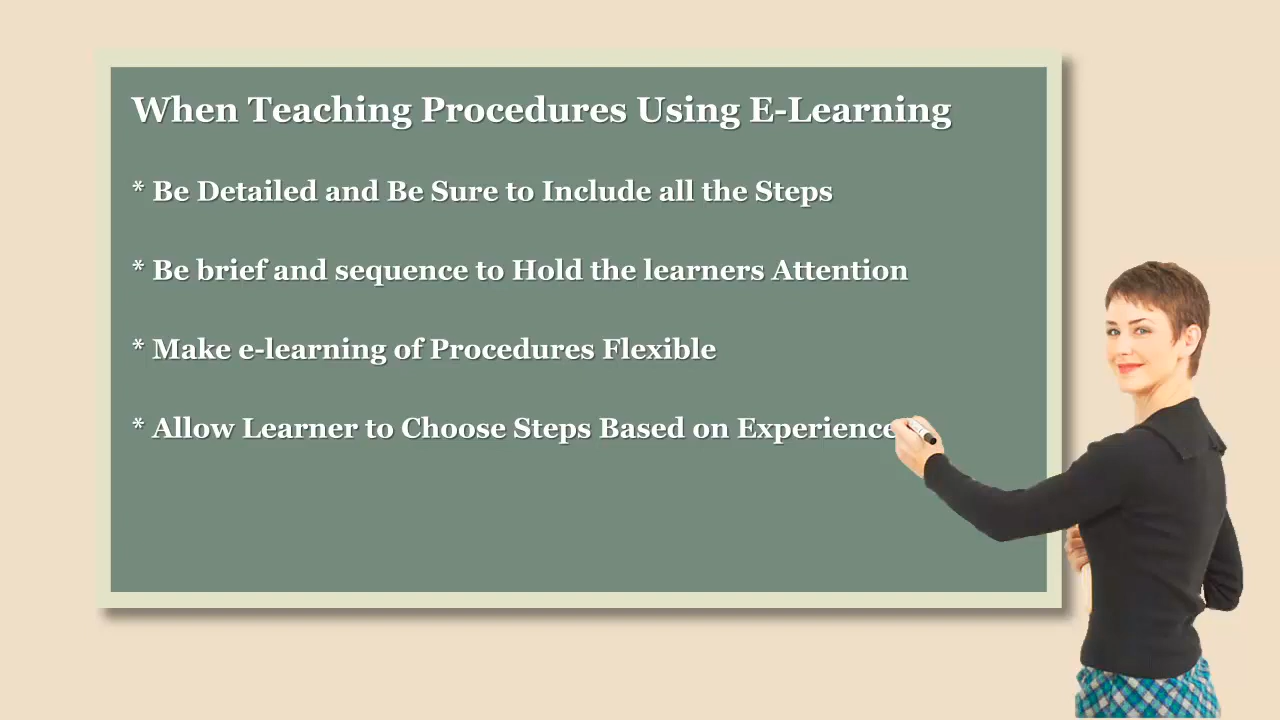 When Teaching Procedures Using E-Learning
* Be Detailed and Be Sure to Include all the Steps
* Be brief and sequence to Hold the learners Attention
* Make e-learning of Procedures Flexible
* Allow Learner to Choose Steps Based on Experience